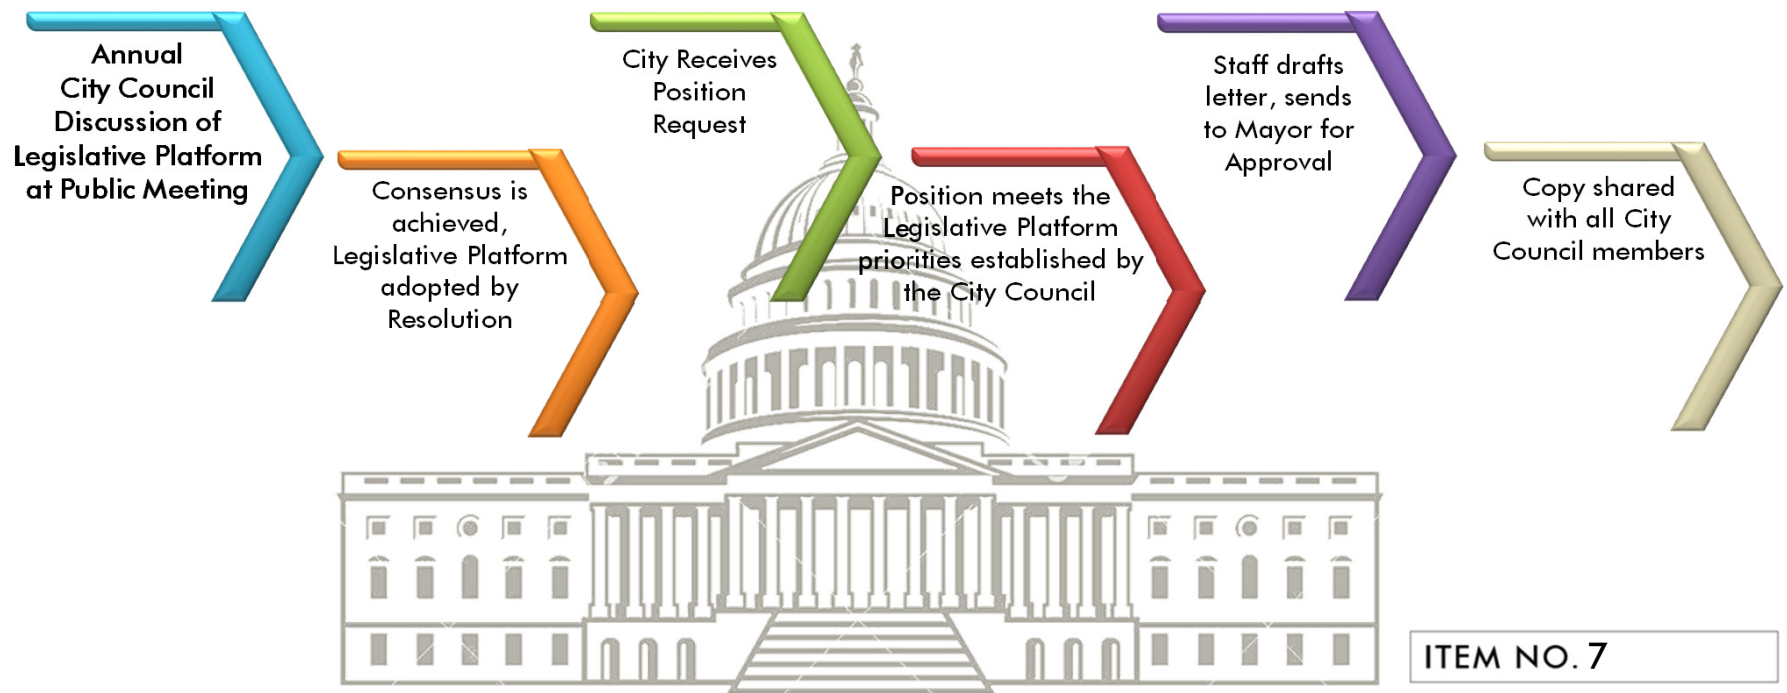 Annual
City Council
Discussion of
Legislative Platform
at Public Meeting
Consensus is
achieved,
Legislative Platform
adopted by
Resolution
City Receives
Position
Request
Position meets the
Legislative Platform
priorities established by
the City Council
Staff drafts
letter, sends
to Mayor for
Approval
Copy shared
with all City
Council members
ITEM NO. 7